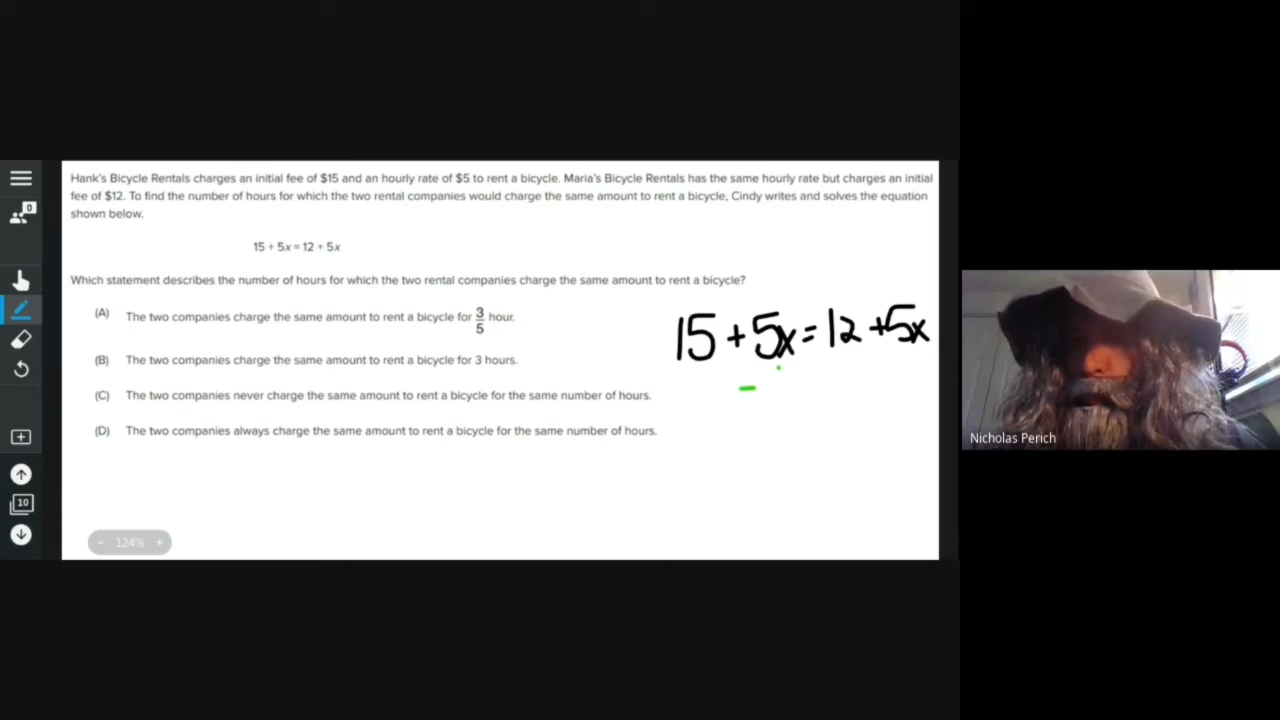 Hank's Bicycle Rentals charges an initial fee of $15 and an hourly rate of $5 to rent a bicycle. Maria's Bicycle Rentals has the same hourly rate but charges an initial
fee of $12. To find the number of hours for which the two rental companies would charge the same amount to rent a bicycle, Cindy writes and solves the equation
shown below.
15 + 5x = 12 + 5x
Which statement describes the number of hours for which the two rental companies charge the same amount to rent a bicycle?
(A) The two companies charge the same amount to rent a bicycle for 3/5 hour.
(B) The two companies charge the same amount to rent a bicycle for 3 hours.
(C) The two companies never charge the same amount to rent a bicycle for the same number of hours.
(D) The two companies always charge the same amount to rent a bicycle for the same number of hours.
15 + 5x = 12 + 5x
-
0
10
- 124% +
Nicholas Perich